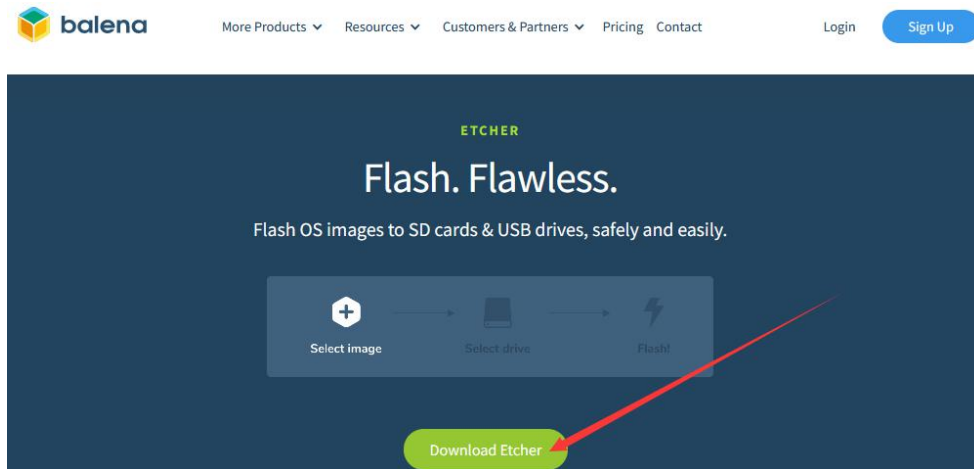 balena
More Products Resources Customers & Partners Pricing Contact Login Sign Up
ETCHER
Flash. Flawless.
Flash OS images to SD cards & USB drives, safely and easily.
Select image Select drive Flash!
Download Etcher